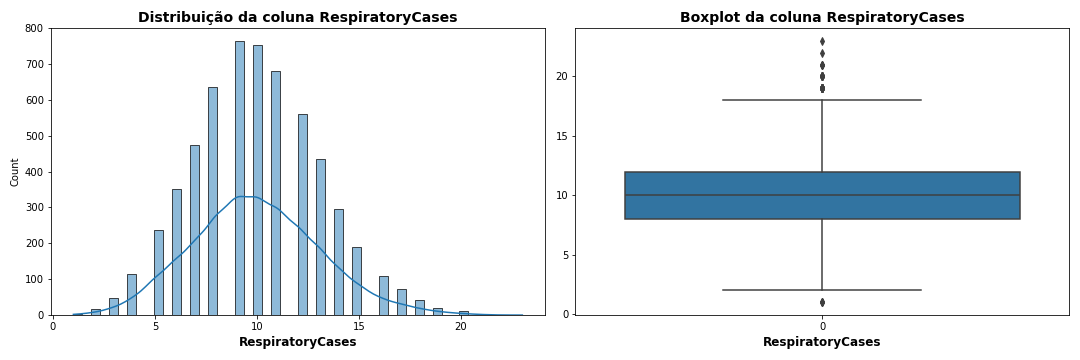 Distribuição da coluna RespiratoryCases
800
700
600
500
400
300
200
100
0
Count
0 5 10 15 20
RespiratoryCases
Boxplot da coluna RespiratoryCases
20
15
10
5
0
0
RespiratoryCases